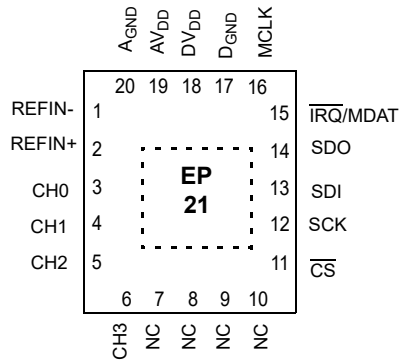 AGND AVDD DVDD DGND MCLK
20 19 18 17 16
REFIN- 1 15 IRQ/MDAT
REFIN+ 2 14 SDO
EP
21
CH0 3 13 SDI
CH1 4 12 SCK
CH2 5 11 CS
6 7 8 9 10
CH3 NC NC NC NC